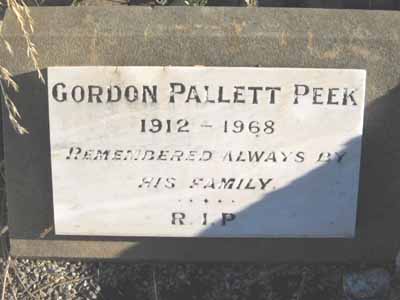 GORDON PALLETT PEEK
1912 - 1968
REMEMBERED ALWAYS BY
HIS FAMILY.
R.I.P